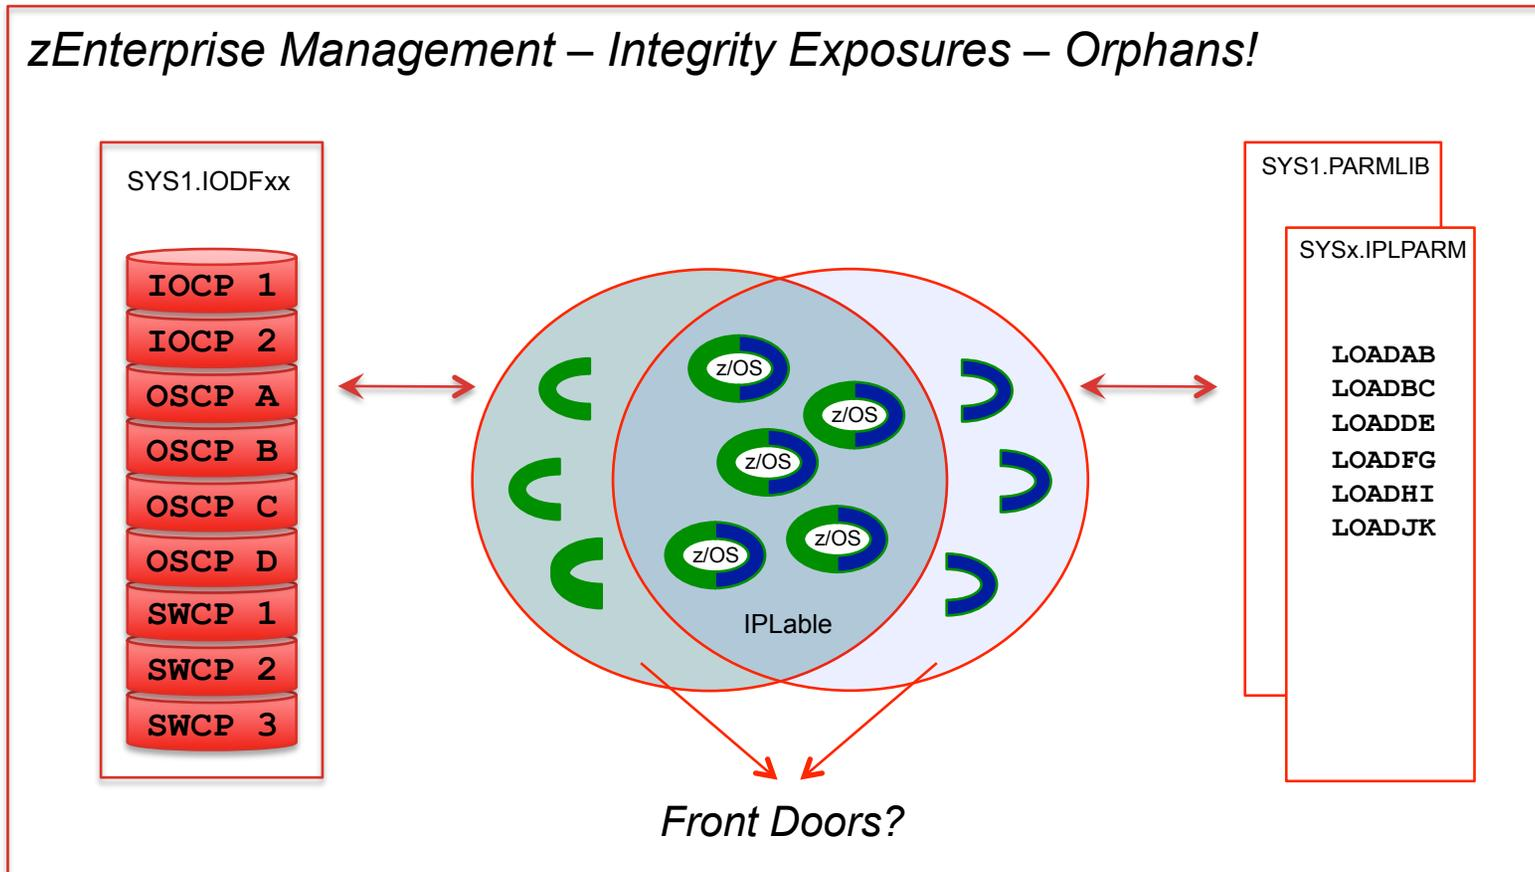 zEnterprise Management – Integrity Exposures – Orphans!
SYS1.IODFxx
IOCP 1
IOCP 2
OSCP A
OSCP B
OSCP C
OSCP D
SWCP 1
SWCP 2
SWCP 3
z/OS
z/OS
z/OS
z/OS
z/OS
IPLable
Front Doors?
SYS1.PARMLIB
SYSx.IPLPARM
LOADAB
LOADBC
LOADDE
LOADFG
LOADHI
LOADJK